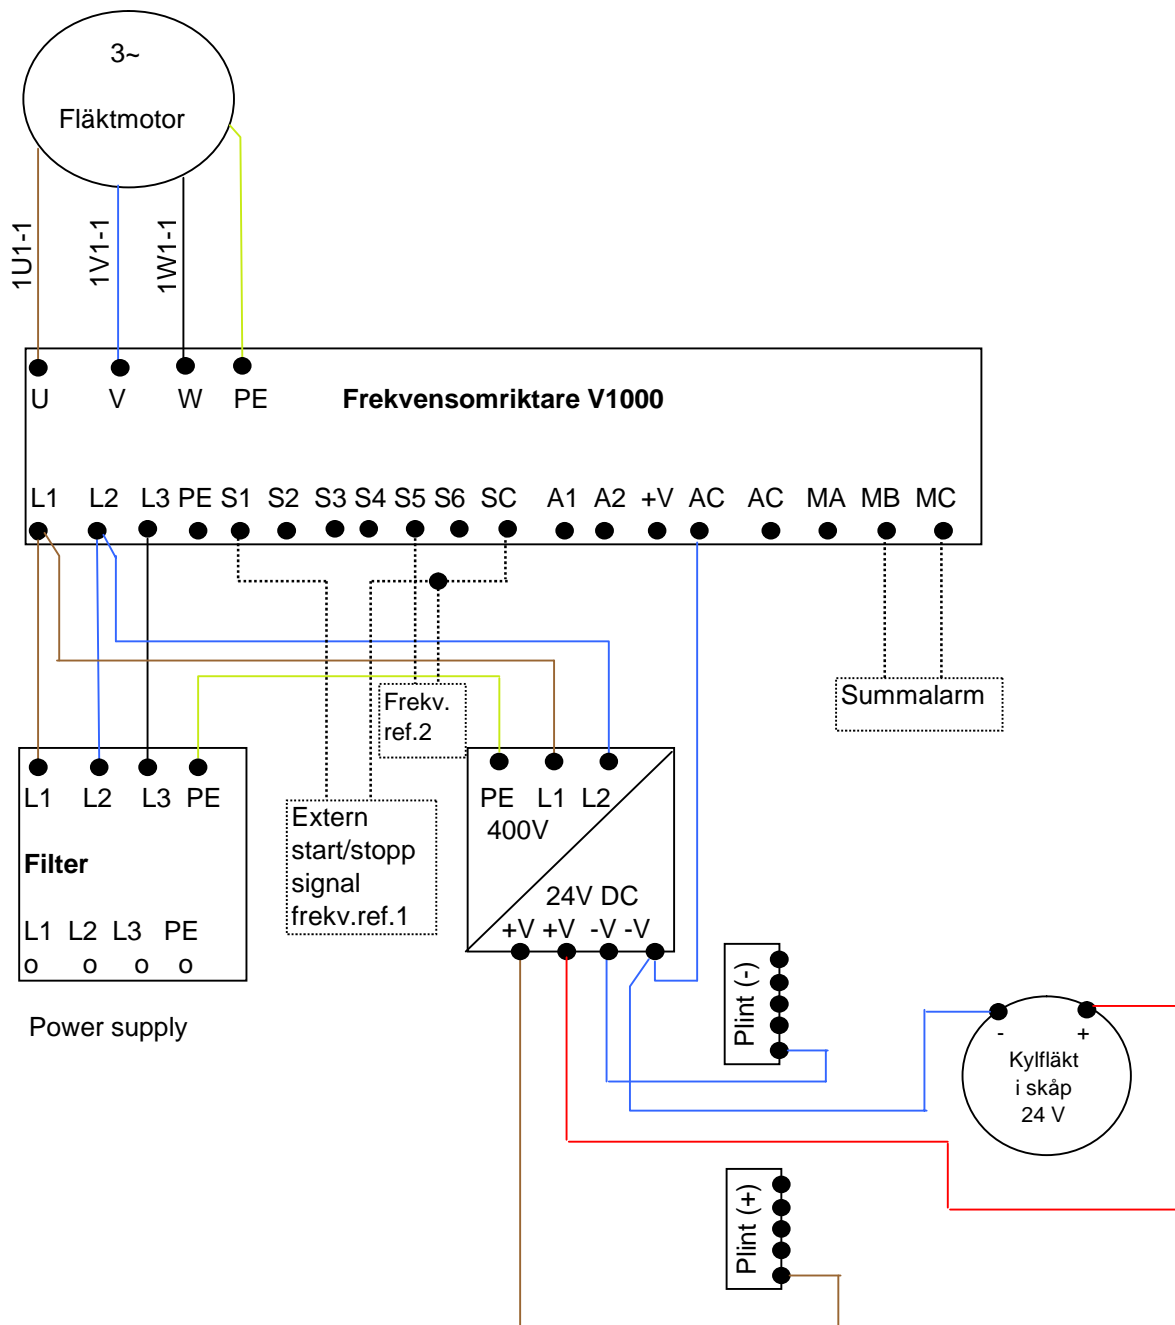 3~
Fläktmotor
1U1-1
1V1-1
1W1-1
U V W PE Frekvensomriktare V1000
L1 L2 L3 PE S1 S2 S3 S4 S5 S6 SC A1 A2 +V AC AC MA MB MC
Frekv.
ref.2
Summalarm
L1 L2 L3 PE
Filter
L1 L2 L3 PE
o o o o
Power supply
Extern
start/stopp
signal
frekv.ref.1
PE L1 L2
400V
24V DC
+V +V -V -V
Plint (-)
- +
Kylfläkt
i skåp
24 V
Plint (+)